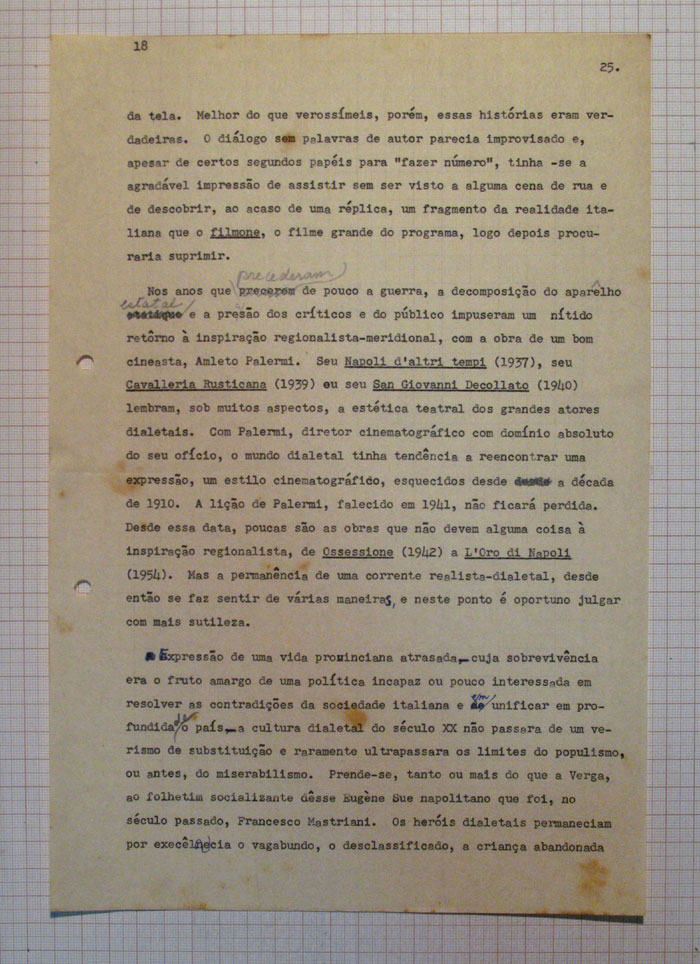 18
25.
da tela. Melhor do que verossímeis, porém, essas histórias eram ver-
dadeiras. O diálogo sem palavras de autor parecia improvisado e,
apesar de certos segundos papéis para "fazer número", tinha -se a
agradável impressão de assistir sem ser visto a alguma cena de rua e
de descobrir, ao acaso de uma réplica, um fragmento da realidade ita-
liana que o filmone, o filme grande do programa, logo depois procu-
raria suprimir.
precederam
Nos anos que precerem de pouco a guerra, a decomposição do aparêlho
estatal
e a presão dos críticos e do público impuseram um nítido
retôrno à inspiração regionalista-meridional, com a obra de um bom
cineasta, Amleto Palermi. Seu Napoli d'altri tempi (1937), seu
Cavalleria Rusticana (1939) ou seu San Giovanni Decollato (1940)
lembram, sob muitos aspectos, a estética teatral dos grandes atores
dialetais. Com Palermi, diretor cinematográfico com domínio absoluto
do seu ofício, o mundo dialetal tinha tendência a reencontrar uma
expressão, um estilo cinematográfido, esquecidos desde desde a década
de 1910. A lição de Palermi, falecido em 1941, não ficará perdida.
Desde essa data, poucas são as obras que não devem alguma coisa à
inspiração regionalista, de Ossessione (1942) a L'Oro di Napoli
(1954). Mas a permanência de uma corrente realista-dialetal, desde
então se faz sentir de várias maneiras, e neste ponto é oportuno julgar
com mais sutileza.
Expressão de uma vida provinciana atrasada, cuja sobrevivência
era o fruto amargo de uma política incapaz ou pouco interessada em
resolver as contradições da sociedade italiana e em unificar em pro-
fundidade o país, a cultura dialetal do século XX não passara de um ve-
rismo de substituição e raramente ultrapassara os limites do populismo,
ou antes, do miserabilismo. Prende-se, tanto ou mais do que a Verga,
ao folhetim socializante dêsse Eugène Sue napolitano que foi, no
século passado, Francesco Mastriani. Os heróis dialetais permaneciam
por execêlência o vagabundo, o desclassificado, a criança abandonada